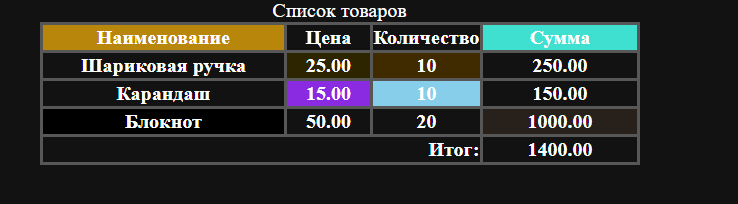 Список товаров
Наименование Цена Количество Сумма
Шариковая ручка 25.00 10 250.00
Карандаш 15.00 10 150.00
Блокнот 50.00 20 1000.00
Итог: 1400.00